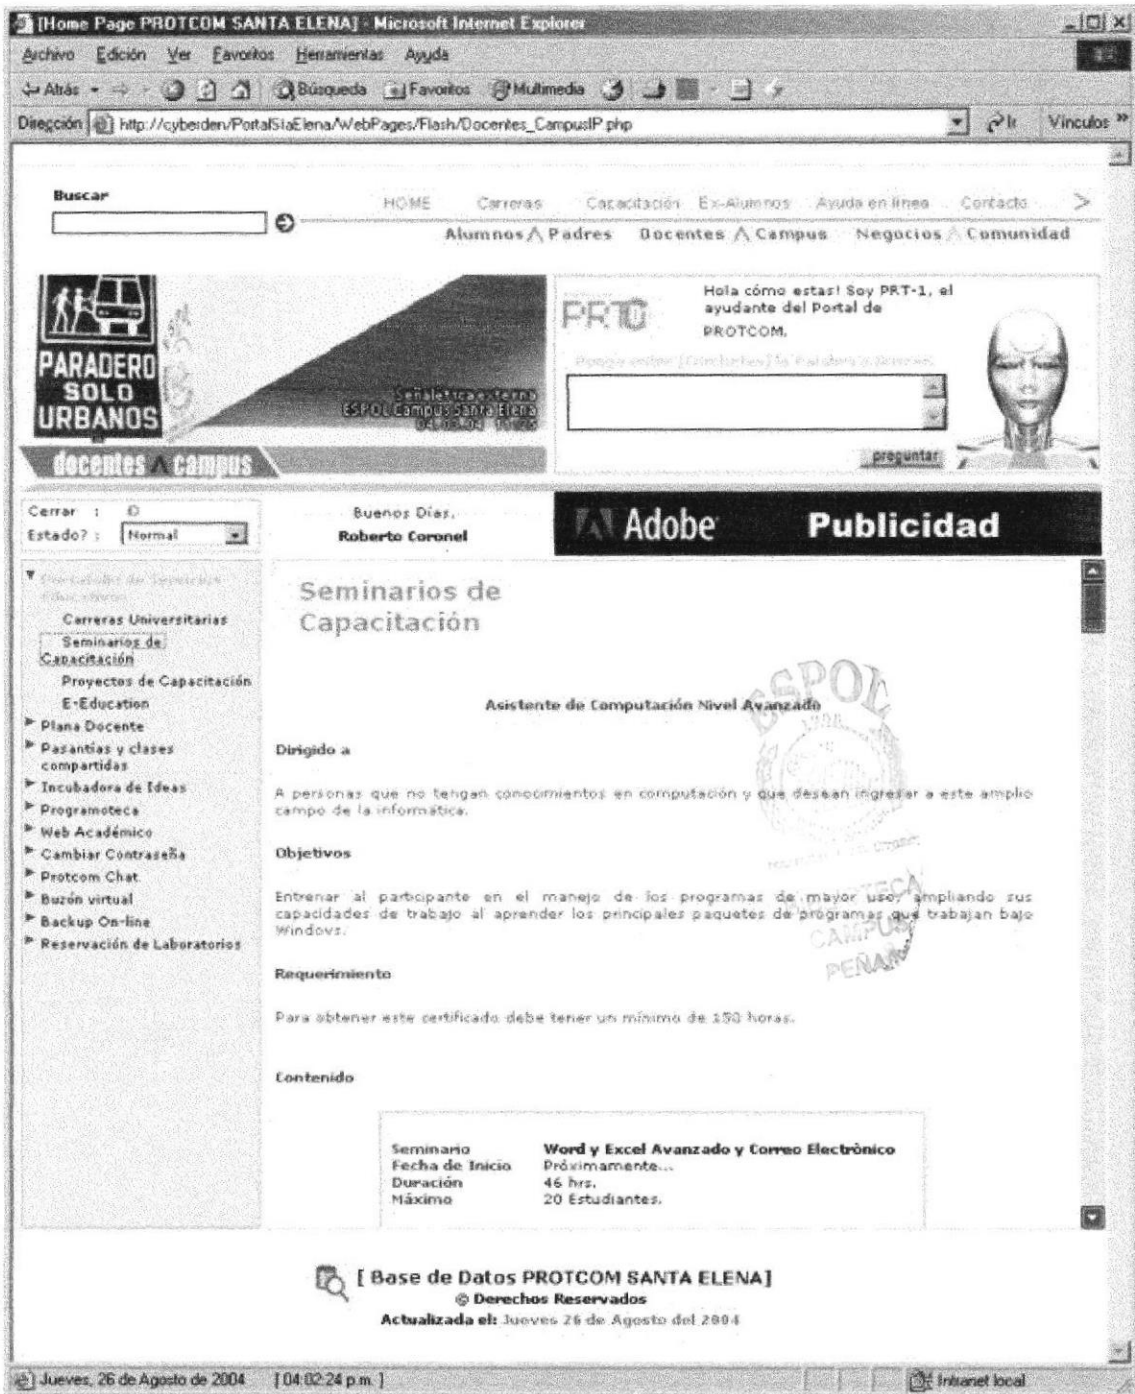 [Home Page PROTCOM SANTA ELENA] - Microsoft Internet Explorer
Archivo Edición Ver Favoritos Herramientas Ayuda
Atrás Búsqueda Favoritos Multimedia
Dirección http://cyberden/PortalStaElena/WebPages/Flash/Docentes_CampusIP.php Ir Vínculos »
Buscar
HOME Carreras Capacitación Ex-Alumnos Ayuda en línea Contacto >
Alumnos Λ Padres Docentes Λ Campus Negocios Λ Comunidad
PARADERO
SOLO
URBANOS
Señalética externa
ESPOL Campus Santa Elena
04.03.04
docentes Λ campus
Hola cómo estas! Soy PRT-1, el
ayudante del Portal de
PROTCOM.
preguntar
Cerrar :
Estado? : Normal
Buenos Días,
Roberto Coronel
Adobe Publicidad
Portafolio de Servicios
Educativos
Carreras Universitarias
Seminarios de
Capacitación
Proyectos de Capacitación
E-Education
Plana Docente
Pasantías y clases
compartidas
Incubadora de Ideas
Programoteca
Web Académico
Cambiar Contraseña
Protcom Chat
Buzón virtual
Backup On-line
Reservación de Laboratorios
Seminarios de
Capacitación
Asistente de Computación Nivel Avanzado
Dirigido a
A personas que no tengan conocimientos en computación y que desean ingresar a este amplio
campo de la informática.
Objetivos
Entrenar al participante en el manejo de los programas de mayor uso, ampliando sus
capacidades de trabajo al aprender los principales paquetes de programas que trabajan bajo
Windows.
Requerimiento
Para obtener este certificado debe tener un mínimo de 150 horas.
Contenido
Seminario Word y Excel Avanzado y Correo Electrònico
Fecha de Inicio Próximamente...
Duración 46 hrs.
Máximo 20 Estudiantes.
ESPOL
CAMPUS
PEÑAS
[ Base de Datos PROTCOM SANTA ELENA]
© Derechos Reservados
Actualizada el: Jueves 26 de Agosto del 2004
Jueves, 26 de Agosto de 2004 [ 04:02:24 p.m. ] Intranet local